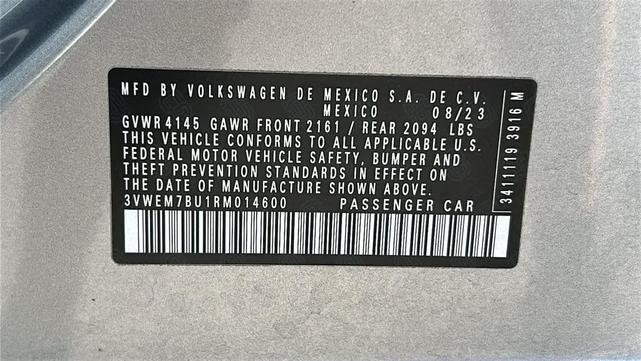 MFD BY VOLKSWAGEN DE MEXICO S.A. DE C.V.
MEXICO 08/23
GVWR 4145 GAWR FRONT 2161 / REAR 2094 LBS
THIS VEHICLE CONFORMS TO ALL APPLICABLE U.S.
FEDERAL MOTOR VEHICLE SAFETY, BUMPER AND
THEFT PREVENTION STANDARDS IN EFFECT ON
THE DATE OF MANUFACTURE SHOWN ABOVE.
3VWEM7BU1RM014600 PASSENGER CAR
3411119 3916 M